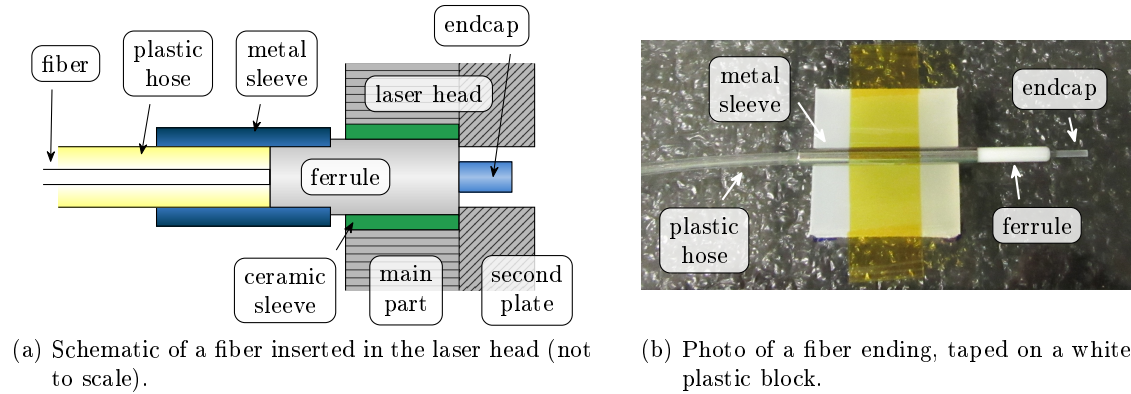 endcap
fiber
plastic
hose
metal
sleeve
laser head
ferrule
ceramic
sleeve
main
part
second
plate
(a) Schematic of a fiber inserted in the laser head (not
to scale).
metal
sleeve
endcap
plastic
hose
ferrule
(b) Photo of a fiber ending, taped on a white
plastic block.